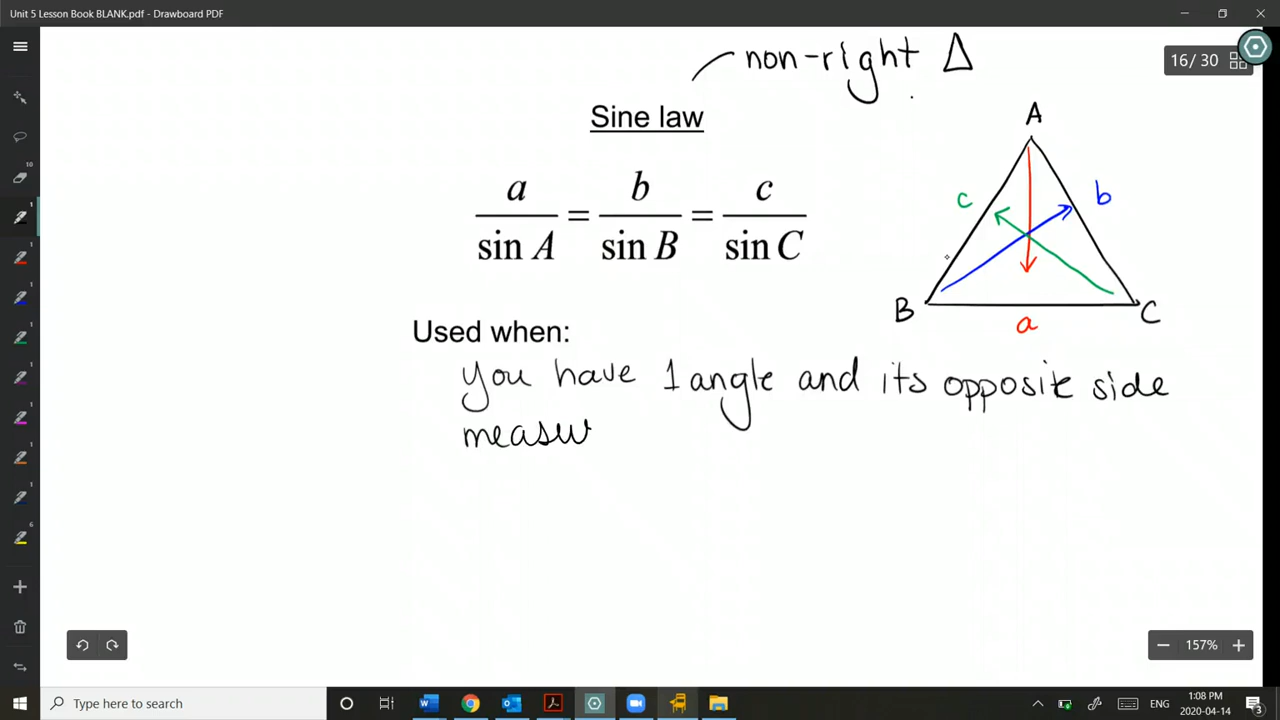 Unit 5 Lesson Book BLANK.pdf - Drawboard PDF
non-right Δ
16 / 30
Sine law
A
a / sin A = b / sin B = c / sin C
c
b
B
C
a
Used when:
you have 1 angle and its opposite side
measu
157%
Type here to search
ENG
1:08 PM
2020-04-14
3